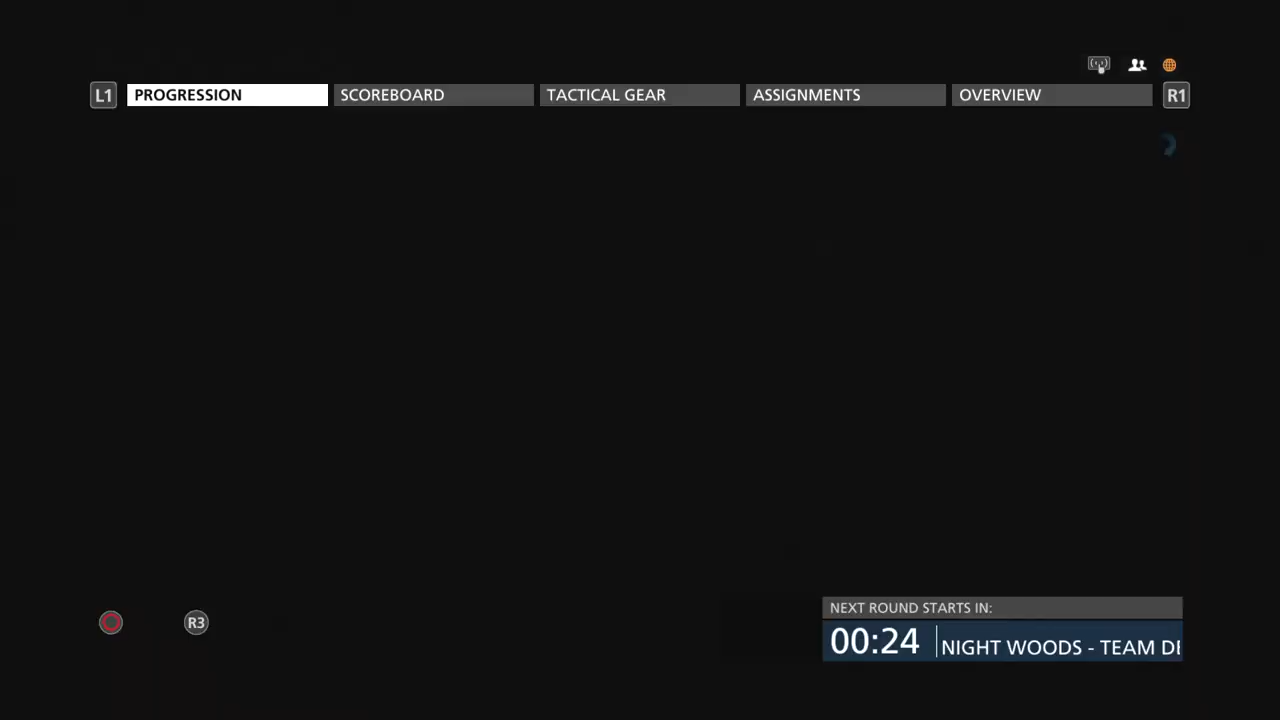 L1 PROGRESSION SCOREBOARD TACTICAL GEAR ASSIGNMENTS OVERVIEW R1
R3
NEXT ROUND STARTS IN:
00:24 NIGHT WOODS - TEAM